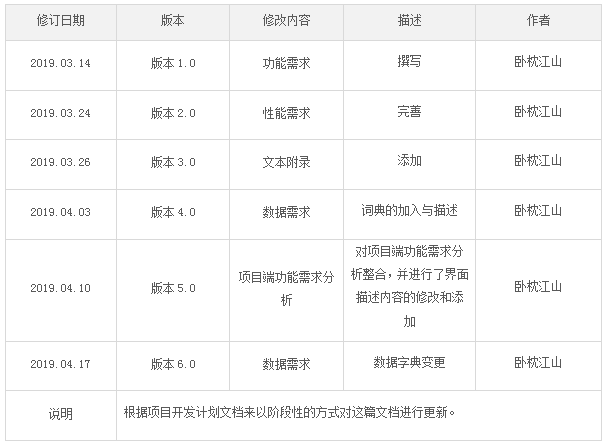 修订日期 版本 修改内容 描述 作者
2019.03.14 版本 1.0 功能需求 撰写 卧枕江山
2019.03.24 版本 2.0 性能需求 完善 卧枕江山
2019.03.26 版本 3.0 文本附录 添加 卧枕江山
2019.04.03 版本 4.0 数据需求 词典的加入与描述 卧枕江山
2019.04.10 版本 5.0 项目端功能需求分
析
对项目端功能需求分
析整合，并进行了界面
描述内容的修改和添
加
卧枕江山
2019.04.17 版本 6.0 数据需求 数据字典变更 卧枕江山
说明 根据项目开发计划文档来以阶段性的方式对这篇文档进行更新。